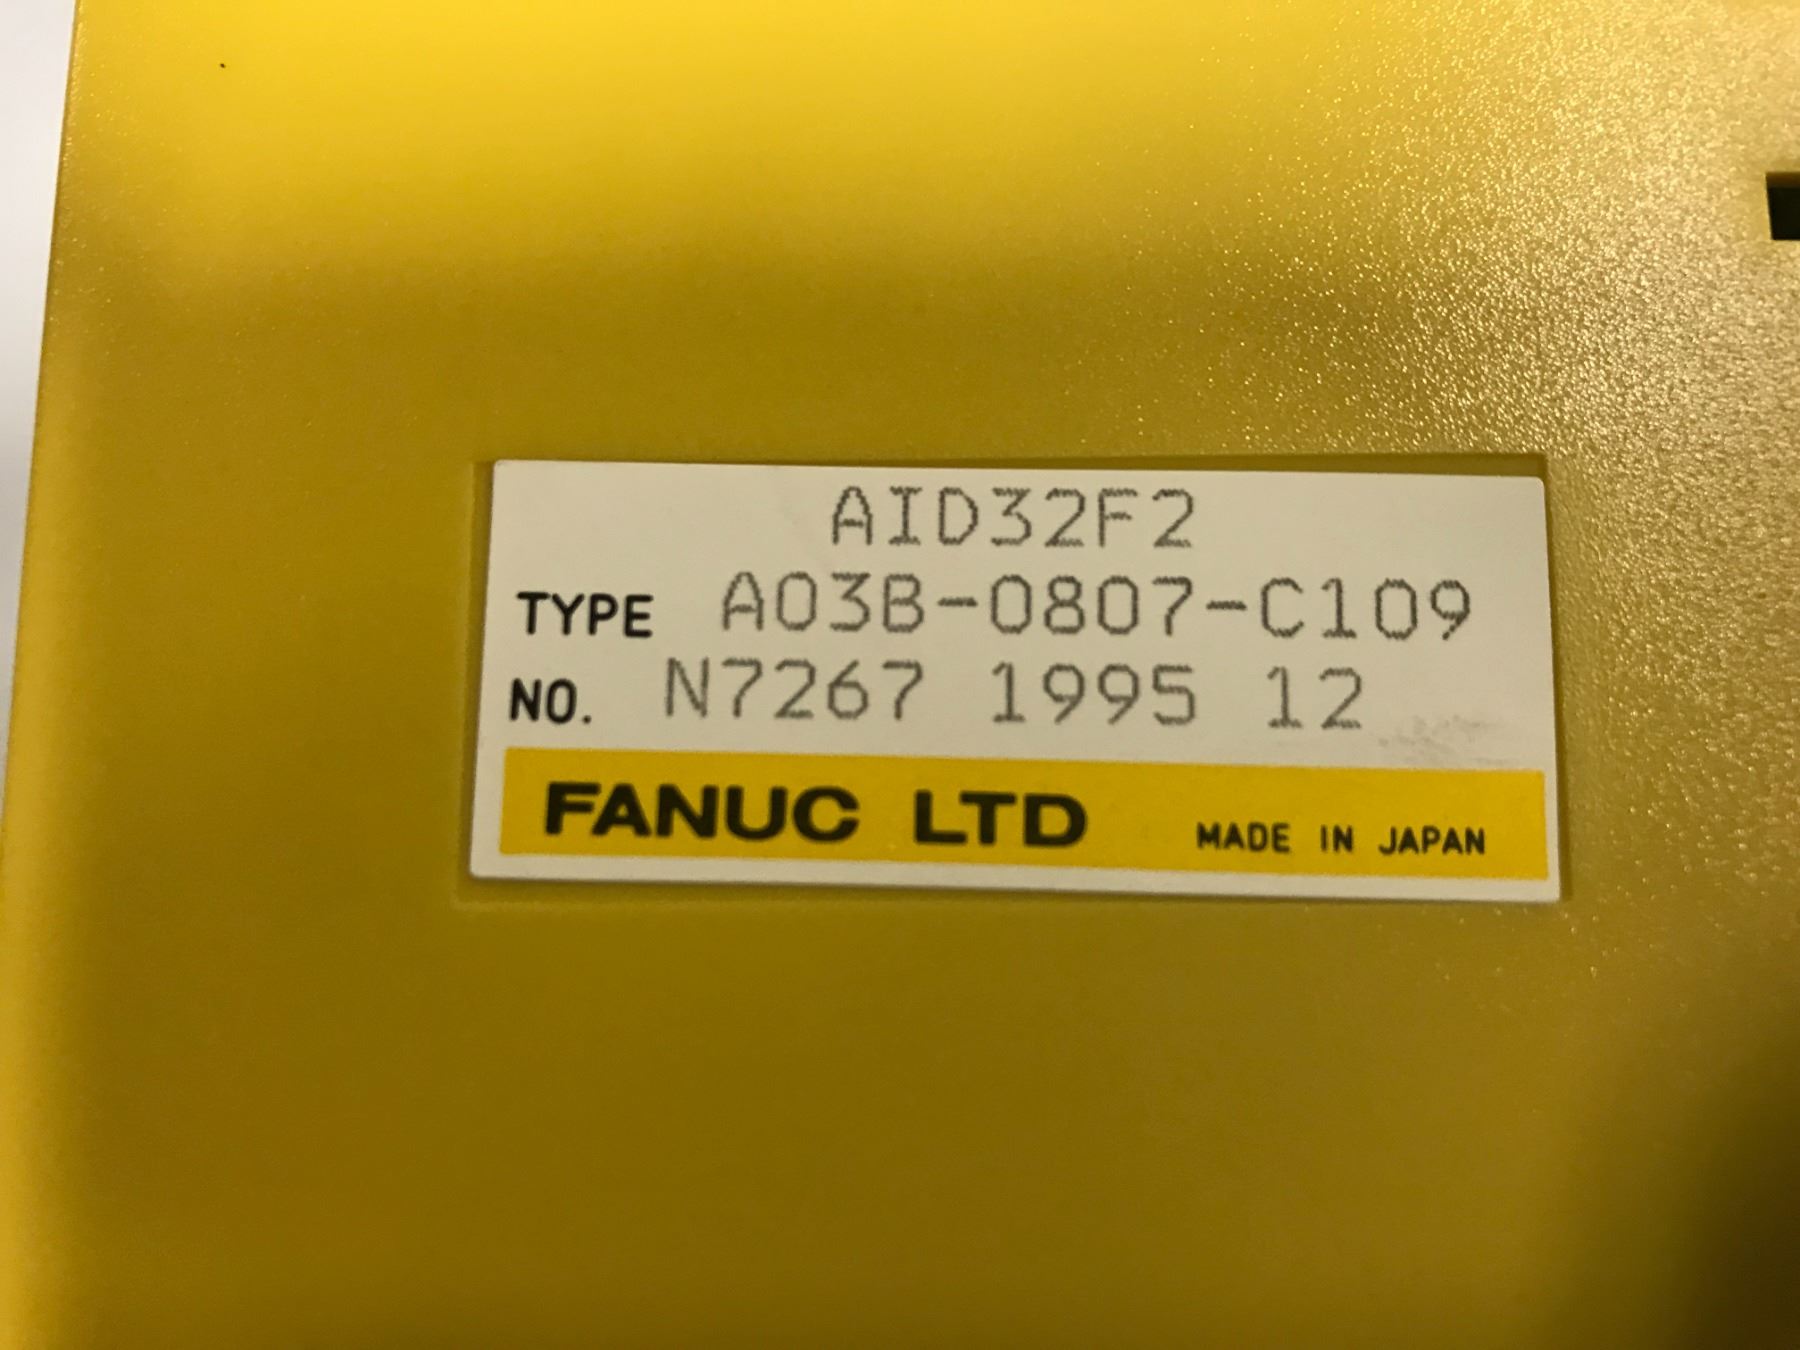 AID32F2
TYPE A03B-0807-C109
NO. N7267 1995 12
FANUC LTD MADE IN JAPAN